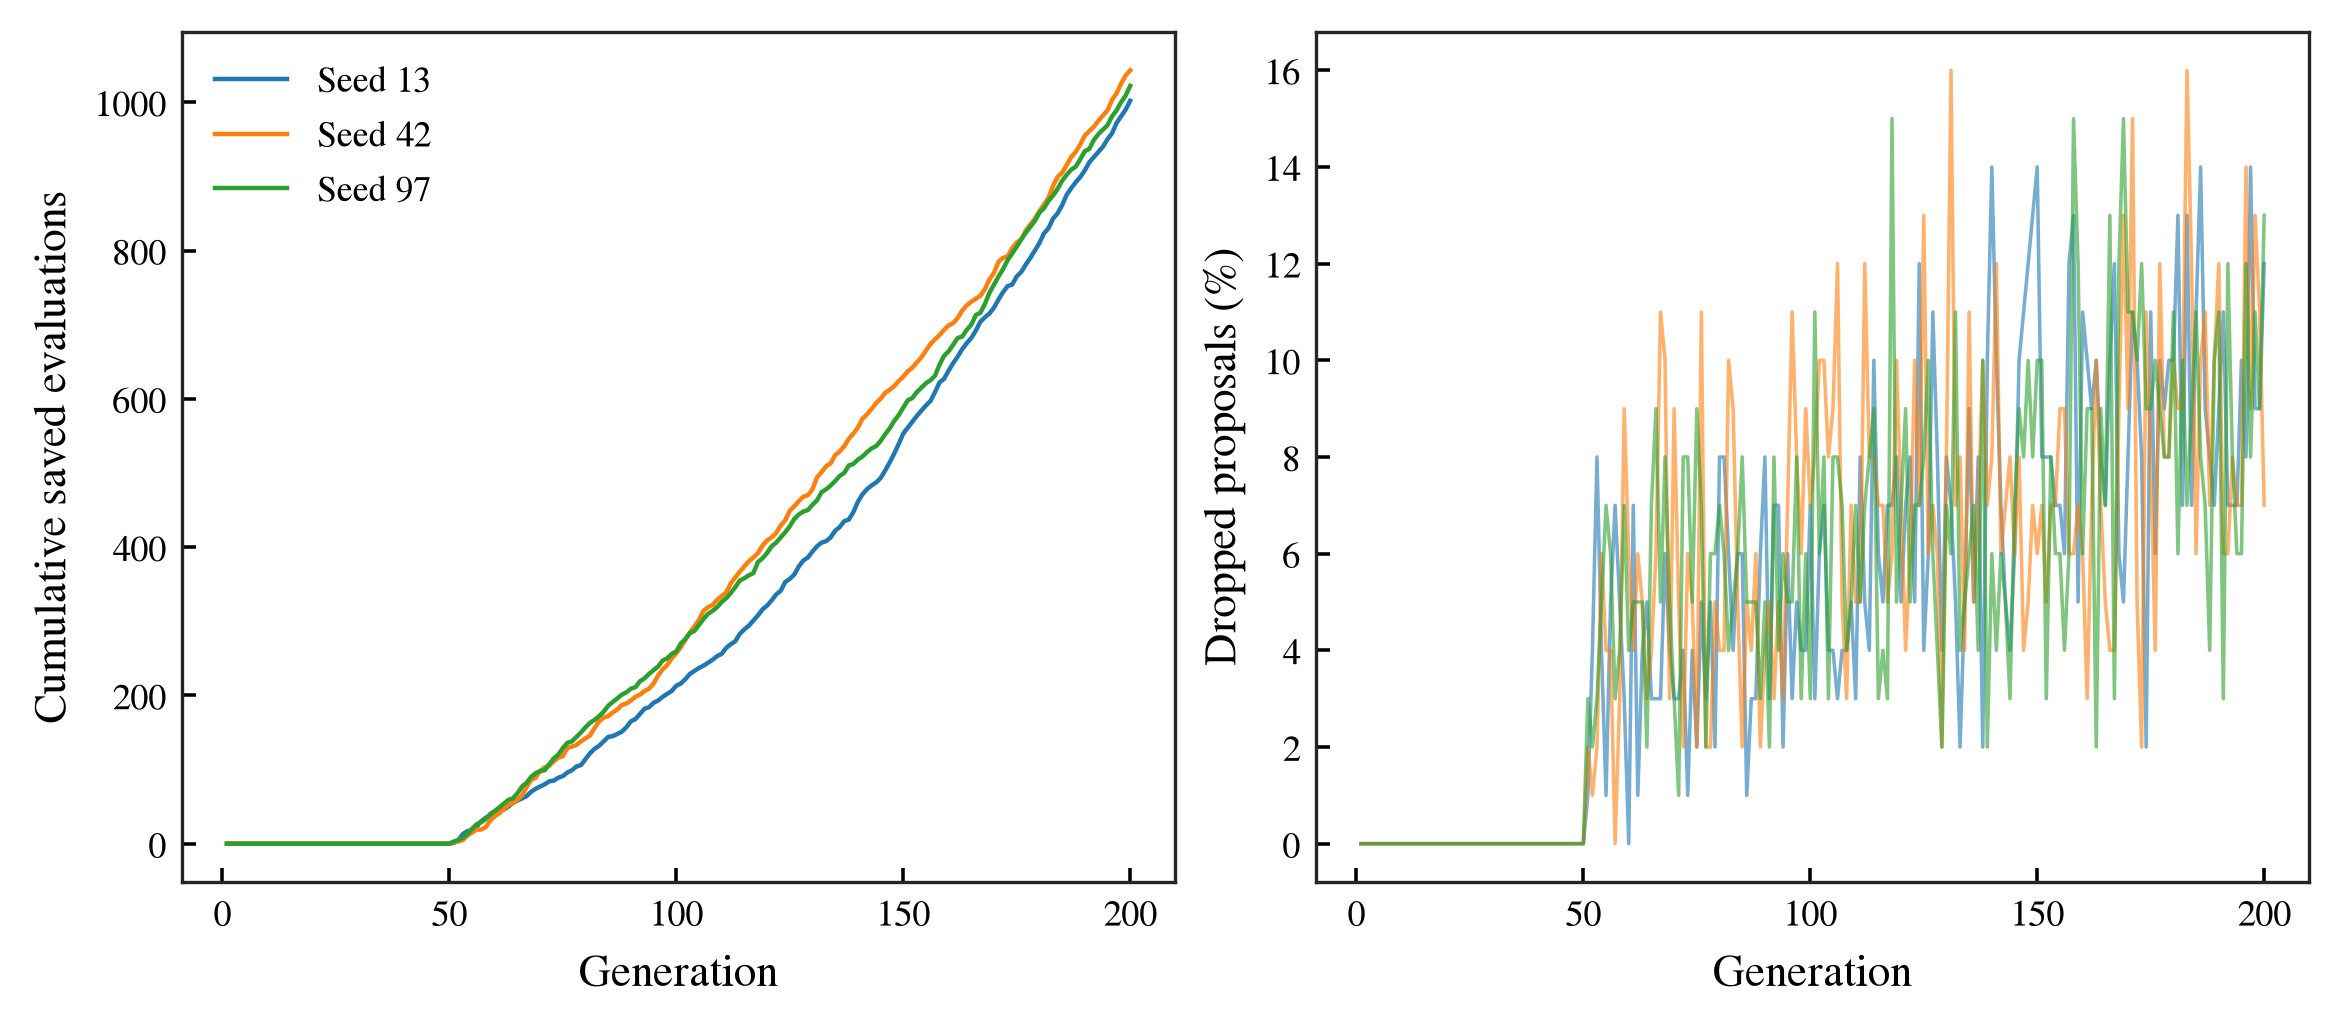 Seed 13
Seed 42
Seed 97
Cumulative saved evaluations
1000
800
600
400
200
0
0 50 100 150 200
Generation
Dropped proposals (%)
16
14
12
10
8
6
4
2
0
0 50 100 150 200
Generation